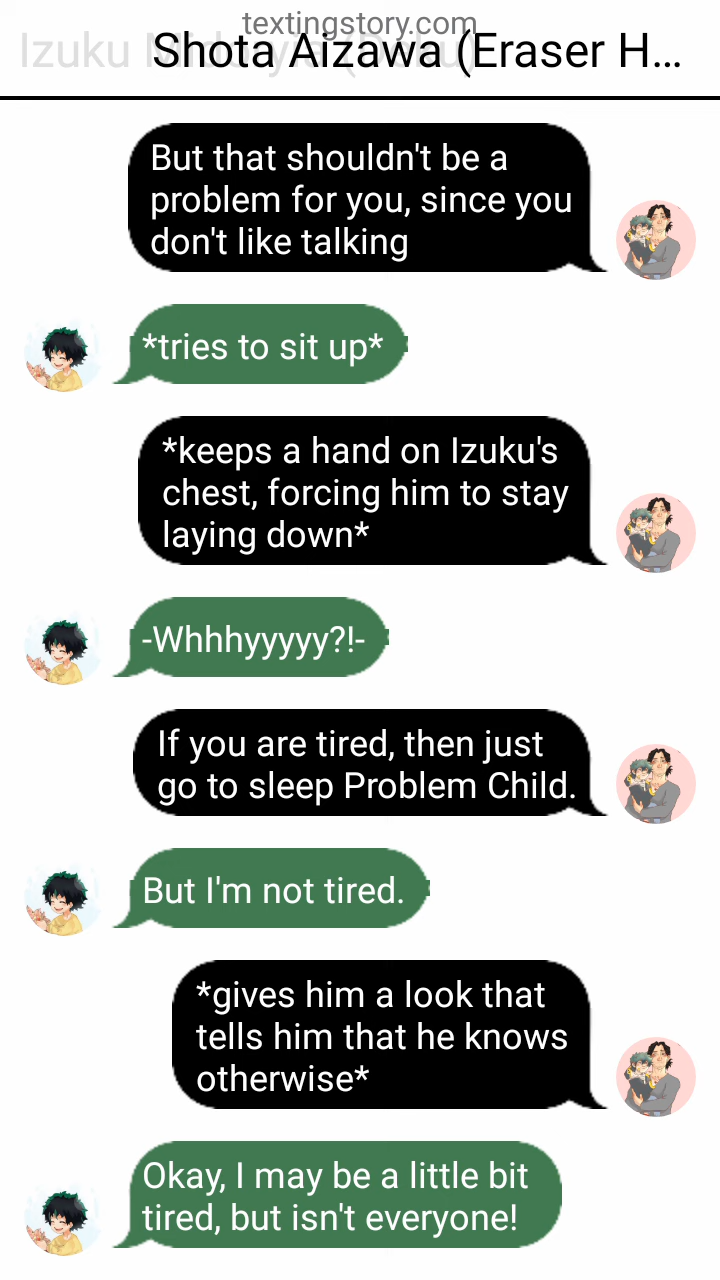 textingstory.com
Izuku Midoriya (Deku)
Shota Aizawa (Eraser H...
But that shouldn't be a
problem for you, since you
don't like talking
*tries to sit up*
*keeps a hand on Izuku's
chest, forcing him to stay
laying down*
-Whhhyyyyy?!-
If you are tired, then just
go to sleep Problem Child.
But I'm not tired.
*gives him a look that
tells him that he knows
otherwise*
Okay, I may be a little bit
tired, but isn't everyone!